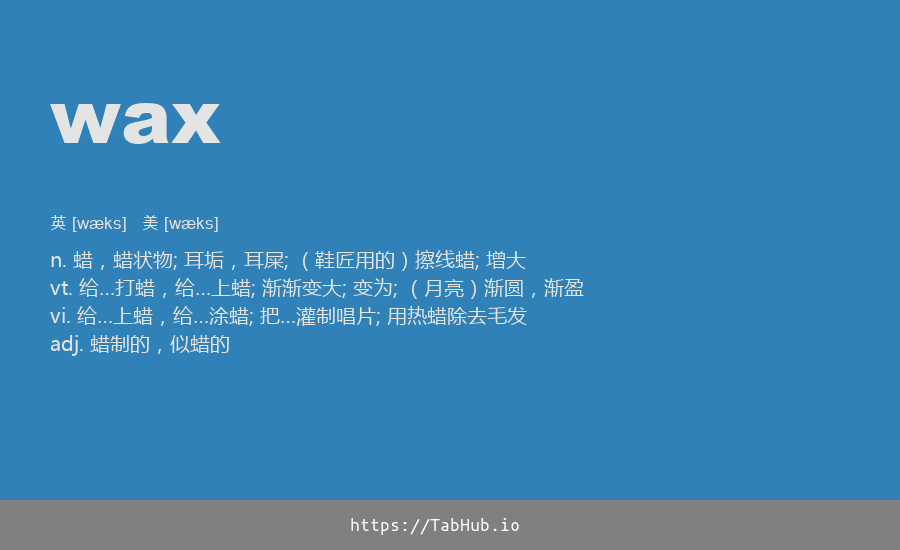 wax
英 [wæks] 美 [wæks]
n. 蜡，蜡状物; 耳垢，耳屎; （鞋匠用的）擦线蜡; 增大
vt. 给...打蜡，给...上蜡; 渐渐变大; 变为; （月亮）渐圆，渐盈
vi. 给...上蜡，给...涂蜡; 把...灌制唱片; 用热蜡除去毛发
adj. 蜡制的，似蜡的
https://TabHub.io